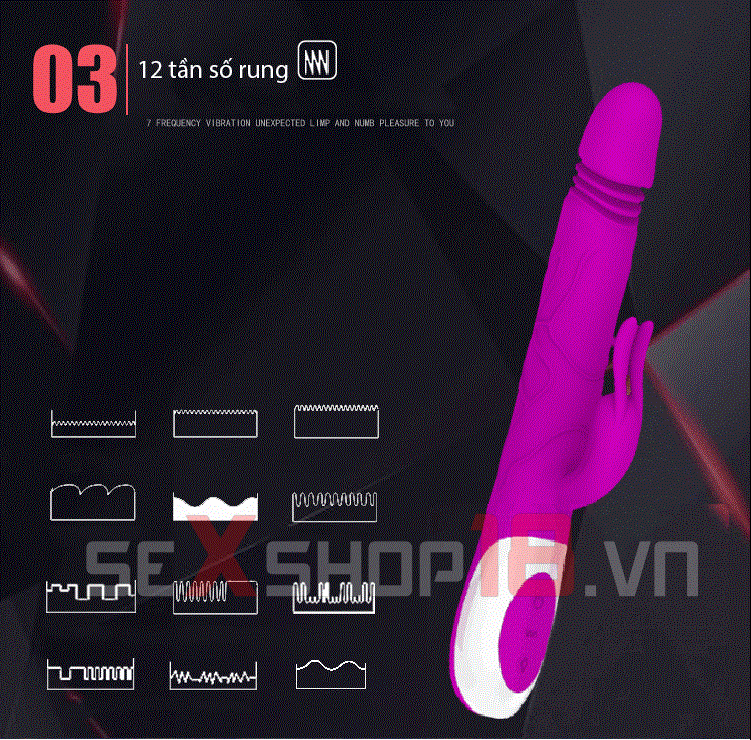 03
12 tần số rung
7 FREQUENCY VIBRATION UNEXPECTED LIMP AND NUMB PLEASURE TO YOU
SEXSHOP18.VN